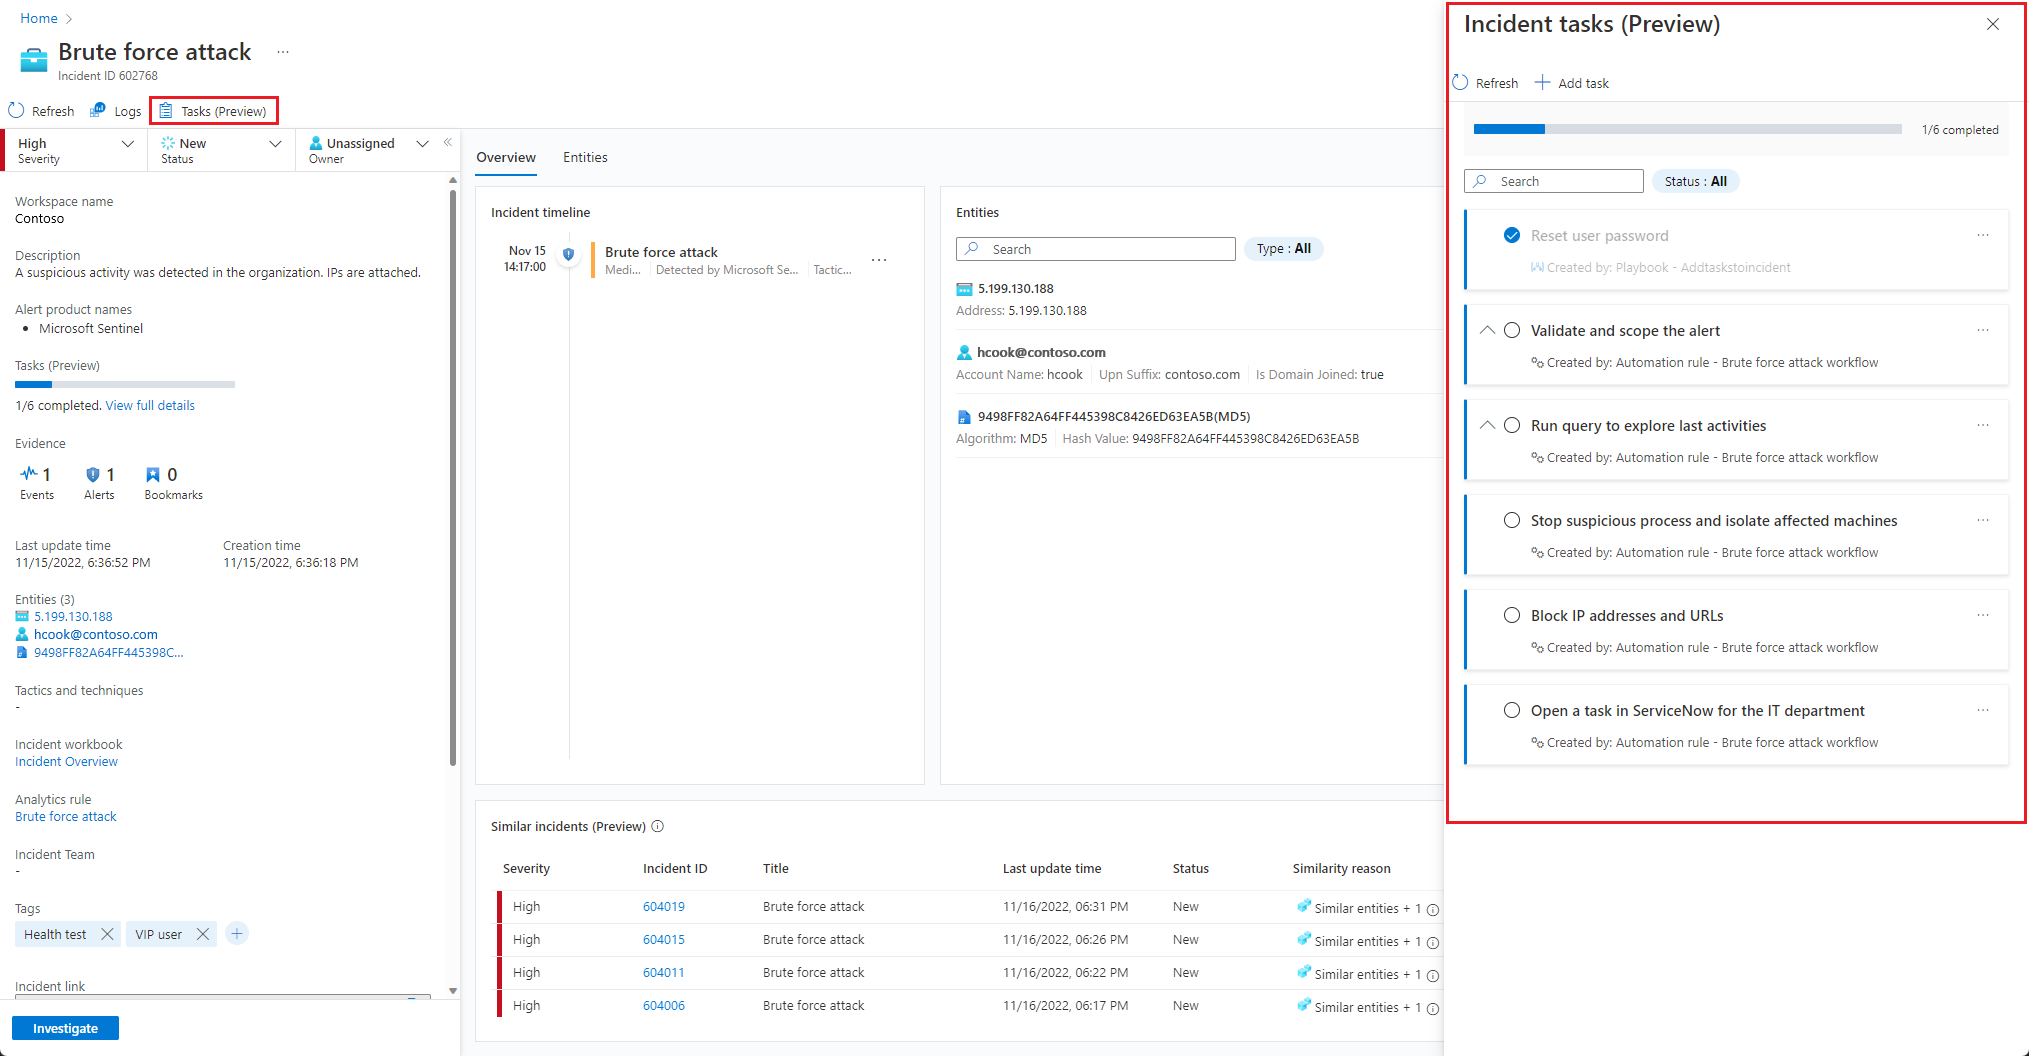 Home
Brute force attack
Incident ID 602768
Refresh
Logs
Tasks (Preview)
High
Severity
New
Status
Unassigned
Owner
Workspace name
Contoso
Description
A suspicious activity was detected in the organization. IPs are attached.
Alert product names
Microsoft Sentinel
Tasks (Preview)
1/6 completed. View full details
Evidence
1
Events
1
Alerts
0
Bookmarks
Last update time
11/15/2022, 6:36:52 PM
Creation time
11/15/2022, 6:36:18 PM
Entities (3)
5.199.130.188
hcook@contoso.com
9498FF82A64FF445398C...
Tactics and techniques
-
Incident workbook
Incident Overview
Analytics rule
Brute force attack
Incident Team
-
Tags
Health test
VIP user
Incident link
Investigate
Overview
Entities
Incident timeline
Nov 15
14:17:00
Brute force attack
Medi... Detected by Microsoft Se... Tactic...
Entities
Search
Type : All
5.199.130.188
Address: 5.199.130.188
hcook@contoso.com
Account Name: hcook Upn Suffix: contoso.com Is Domain Joined: true
9498FF82A64FF445398C8426ED63EA5B(MD5)
Algorithm: MD5 Hash Value: 9498FF82A64FF445398C8426ED63EA5B
Similar incidents (Preview)
Severity Incident ID Title Last update time Status Similarity reason
High 604019 Brute force attack 11/16/2022, 06:31 PM New Similar entities + 1
High 604015 Brute force attack 11/16/2022, 06:26 PM New Similar entities + 1
High 604011 Brute force attack 11/16/2022, 06:22 PM New Similar entities + 1
High 604006 Brute force attack 11/16/2022, 06:17 PM New Similar entities + 1
Incident tasks (Preview)
Refresh
Add task
1/6 completed
Search
Status : All
Reset user password
Created by: Playbook - Addtaskstoincident
Validate and scope the alert
Created by: Automation rule - Brute force attack workflow
Run query to explore last activities
Created by: Automation rule - Brute force attack workflow
Stop suspicious process and isolate affected machines
Created by: Automation rule - Brute force attack workflow
Block IP addresses and URLs
Created by: Automation rule - Brute force attack workflow
Open a task in ServiceNow for the IT department
Created by: Automation rule - Brute force attack workflow